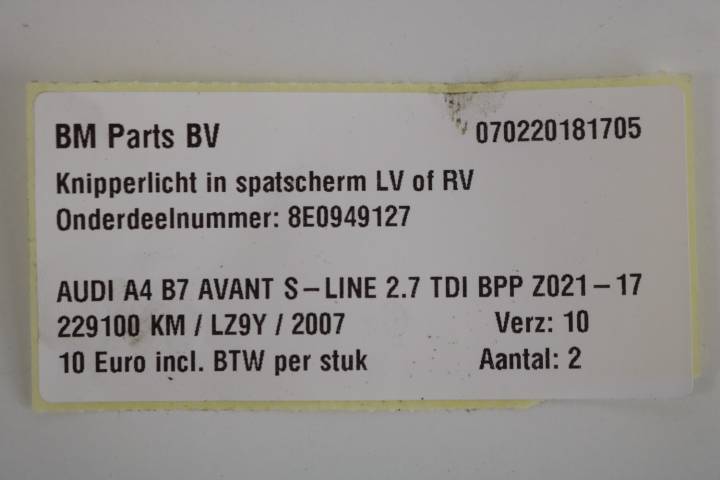 BM Parts BV 070220181705
Knipperlicht in spatscherm LV of RV
Onderdeelnummer: 8E0949127
AUDI A4 B7 AVANT S-LINE 2.7 TDI BPP Z021-17
229100 KM / LZ9Y / 2007 Verz: 10
10 Euro incl. BTW per stuk Aantal: 2